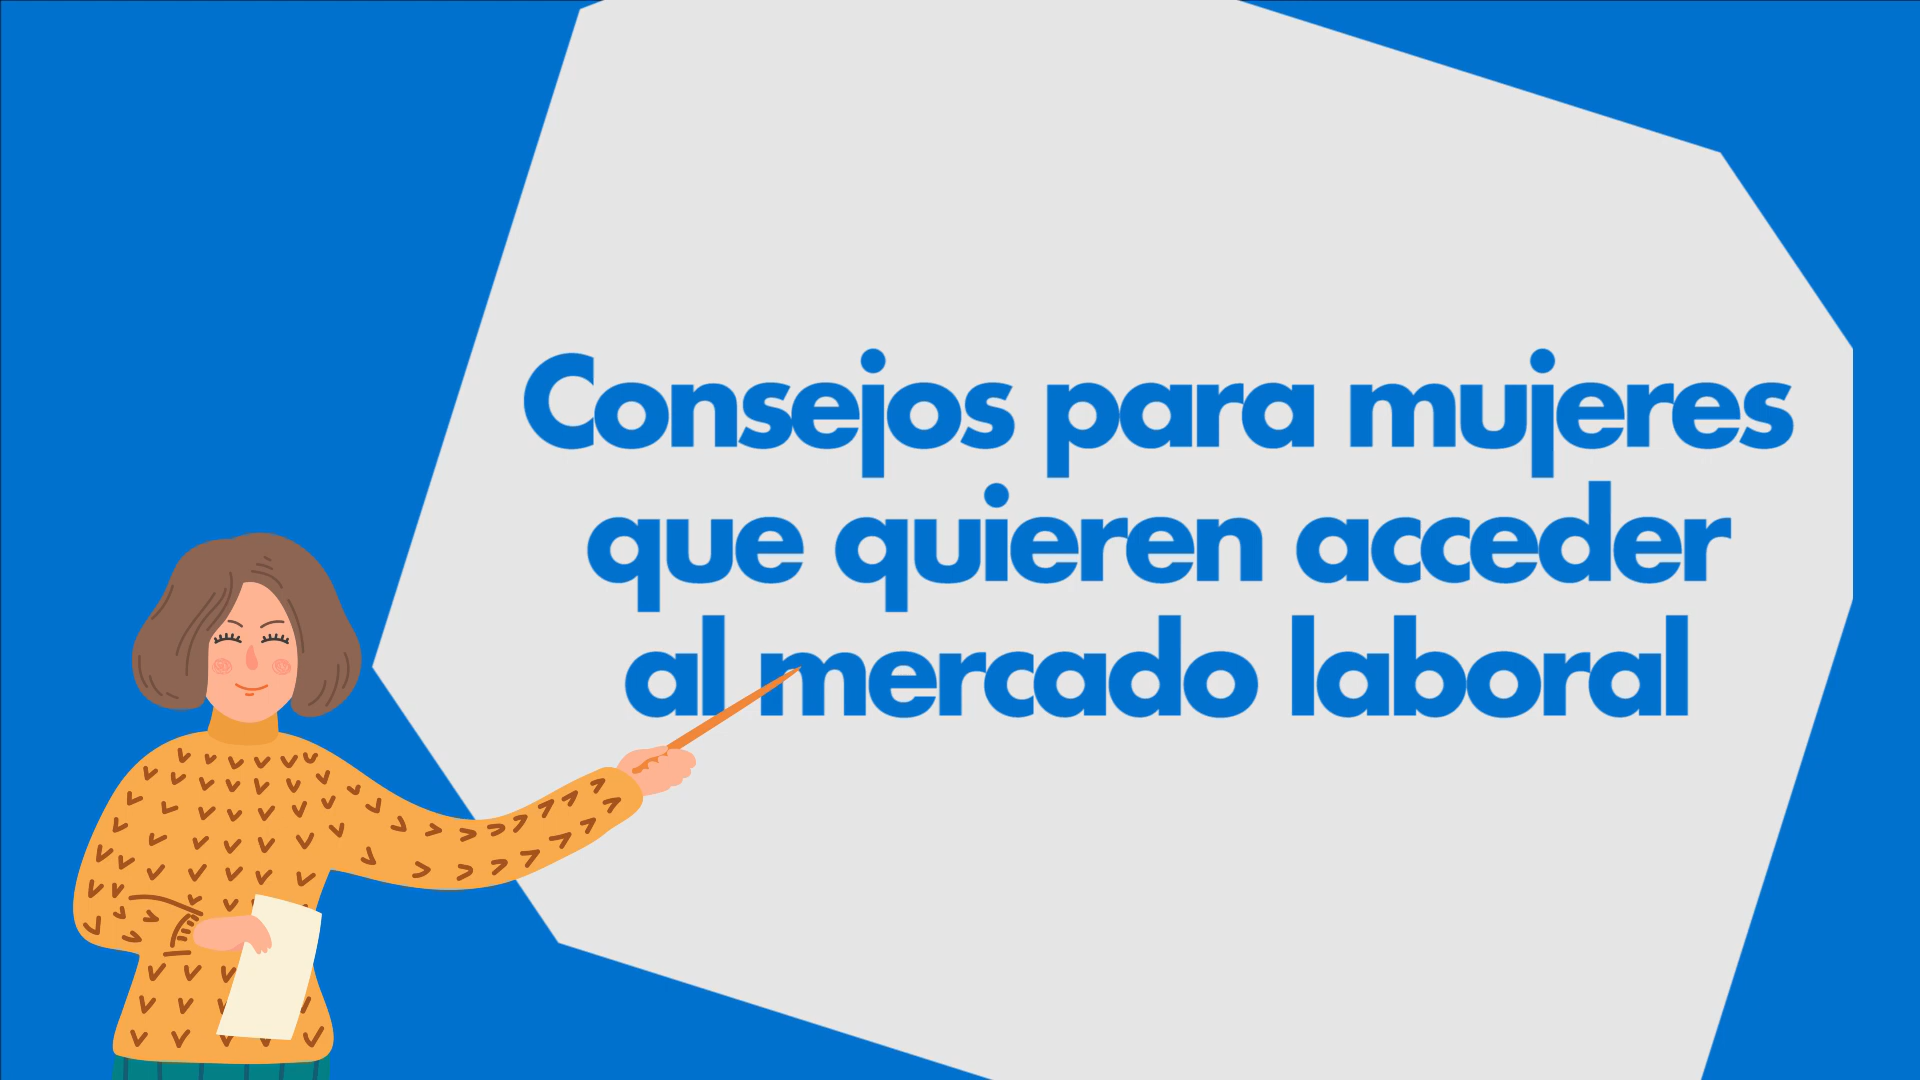 Consejos para mujeres
que quieren acceder
al mercado laboral